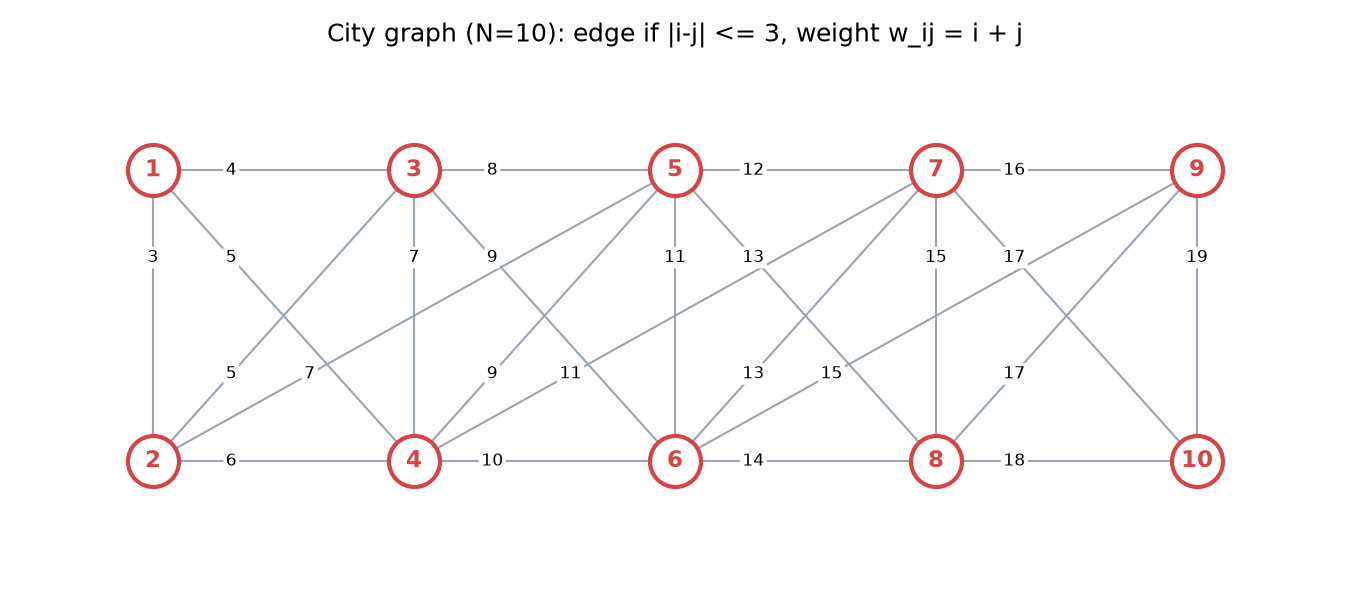 City graph (N=10): edge if |i-j| <= 3, weight w_ij = i + j
1 4 3 8 5 12 7 16 9
3 5 7 9 11 13 15 17 19
5 7 9 11 13 15 17
2 6 4 10 6 14 8 18 10